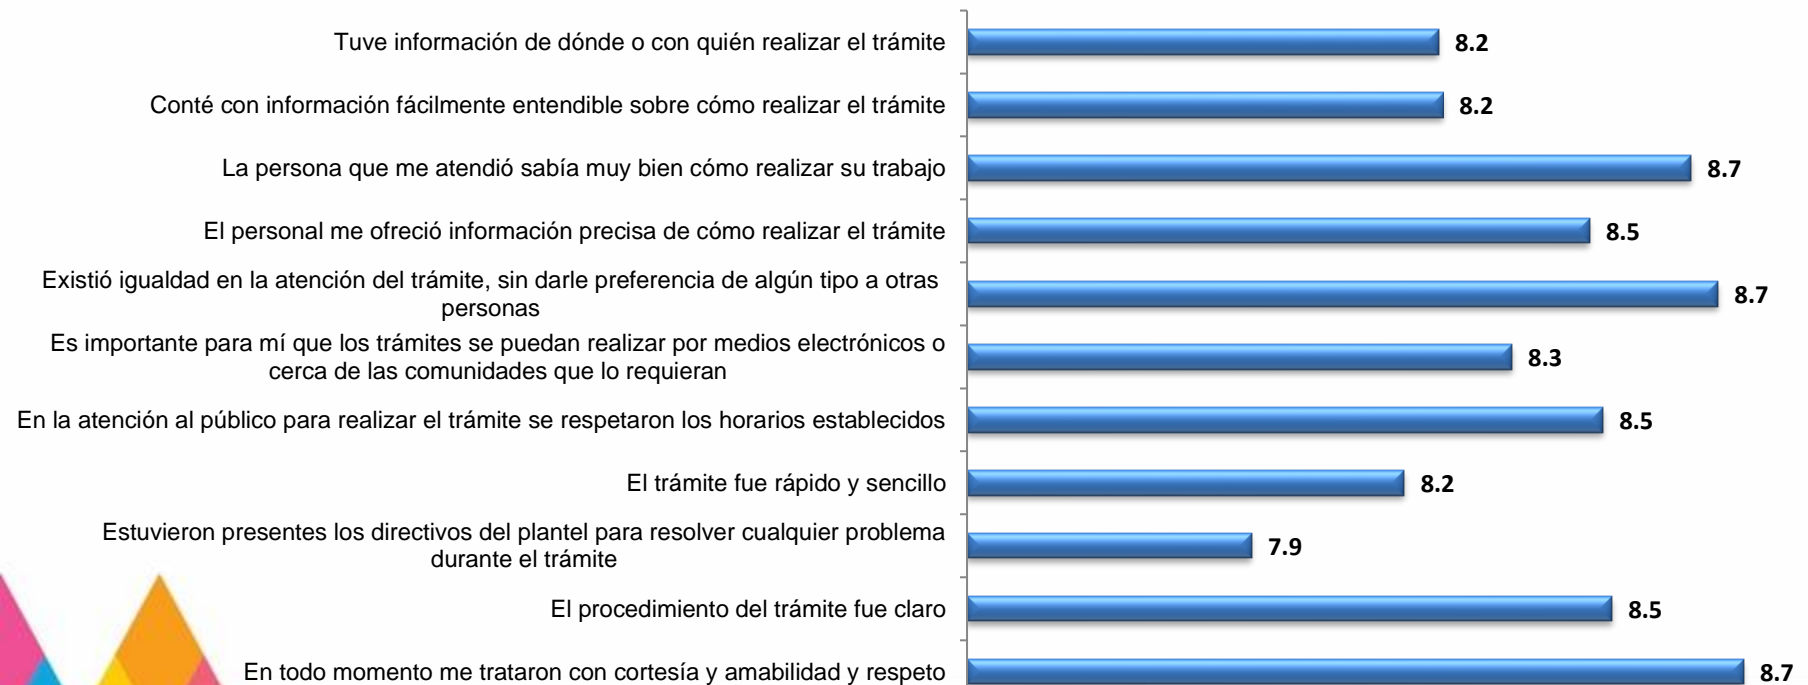 Tuve información de dónde o con quién realizar el trámite 8.2
Conté con información fácilmente entendible sobre cómo realizar el trámite 8.2
La persona que me atendió sabía muy bien cómo realizar su trabajo 8.7
El personal me ofreció información precisa de cómo realizar el trámite 8.5
Existió igualdad en la atención del trámite, sin darle preferencia de algún tipo a otras
personas 8.7
Es importante para mí que los trámites se puedan realizar por medios electrónicos o
cerca de las comunidades que lo requieran 8.3
En la atención al público para realizar el trámite se respetaron los horarios establecidos 8.5
El trámite fue rápido y sencillo 8.2
Estuvieron presentes los directivos del plantel para resolver cualquier problema
durante el trámite 7.9
El procedimiento del trámite fue claro 8.5
En todo momento me trataron con cortesía y amabilidad y respeto 8.7